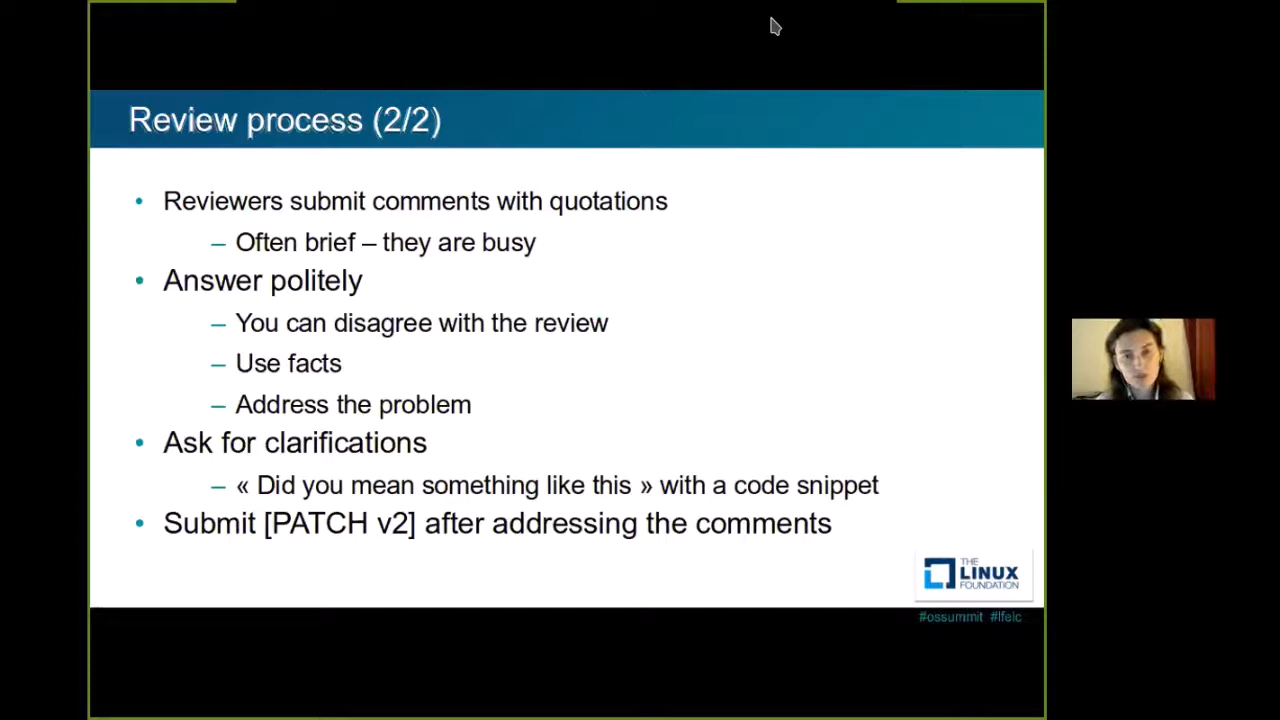 Review process (2/2)
• Reviewers submit comments with quotations
– Often brief – they are busy
• Answer politely
– You can disagree with the review
– Use facts
– Address the problem
• Ask for clarifications
– « Did you mean something like this » with a code snippet
• Submit [PATCH v2] after addressing the comments
THE
LINUX
FOUNDATION
#ossummit #lfelc